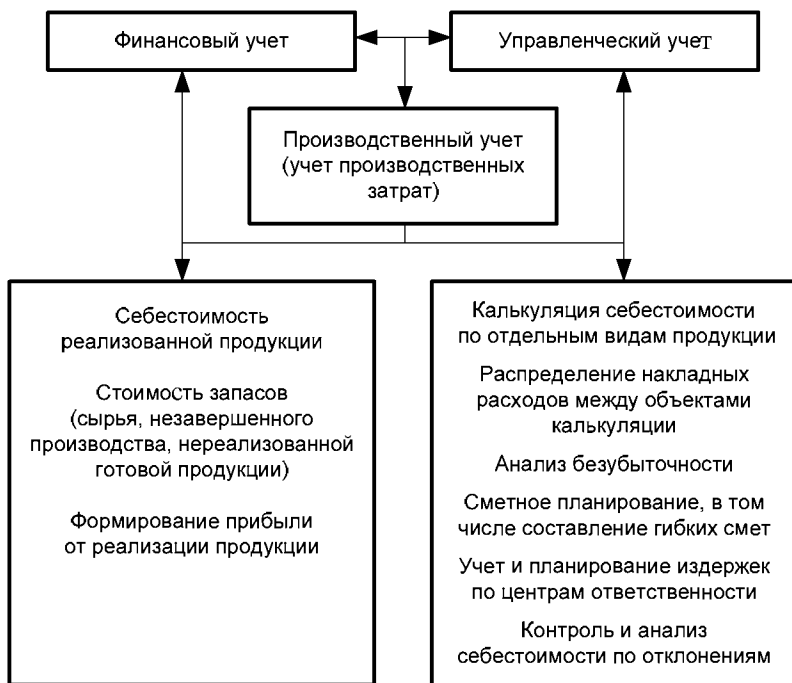 Финансовый учет
Управленческий учет
Производственный учет
(учет производственных
затрат)
Себестоимость
реализованной продукции
Стоимость запасов
(сырья, незавершенного
производства, нереализованной
готовой продукции)
Формирование прибыли
от реализации продукции
Калькуляция себестоимости
по отдельным видам продукции
Распределение накладных
расходов между объектами
калькуляции
Анализ безубыточности
Сметное планирование, в том
числе составление гибких смет
Учет и планирование издержек
по центрам ответственности
Контроль и анализ
себестоимости по отклонениям